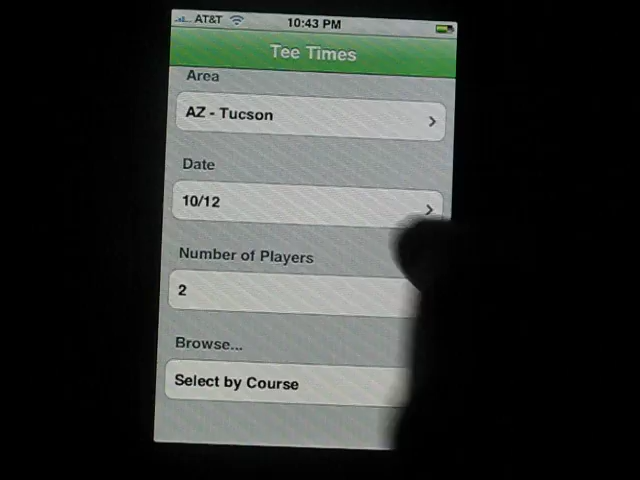 AT&T 10:43 PM
Tee Times
Area
AZ - Tucson
Date
10/12
Number of Players
2
Browse...
Select by Course